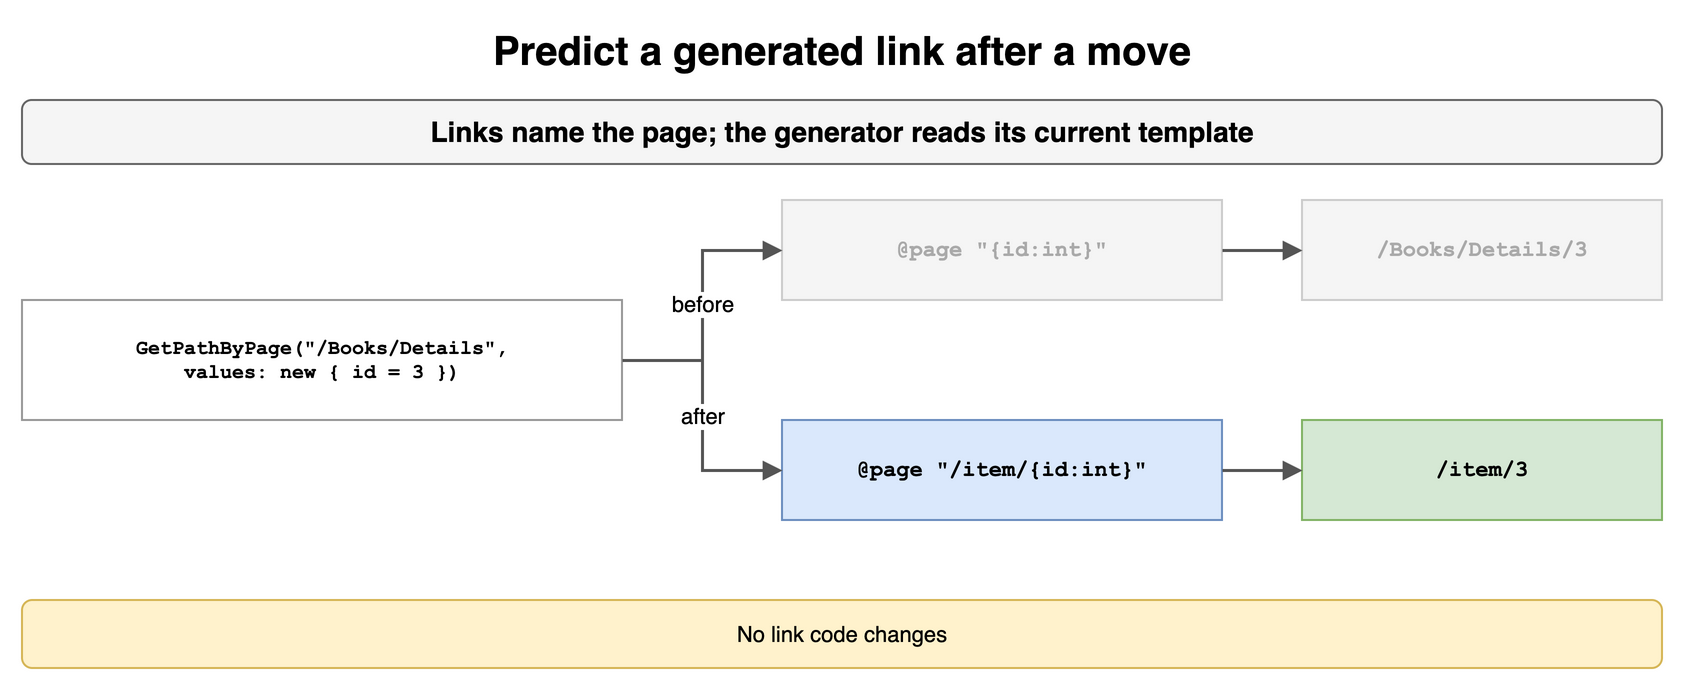 Predict a generated link after a move
Links name the page; the generator reads its current template
@page "{id:int}"
/Books/Details/3
before
GetPathByPage("/Books/Details",
values: new { id = 3 })
after
@page "/item/{id:int}"
/item/3
No link code changes